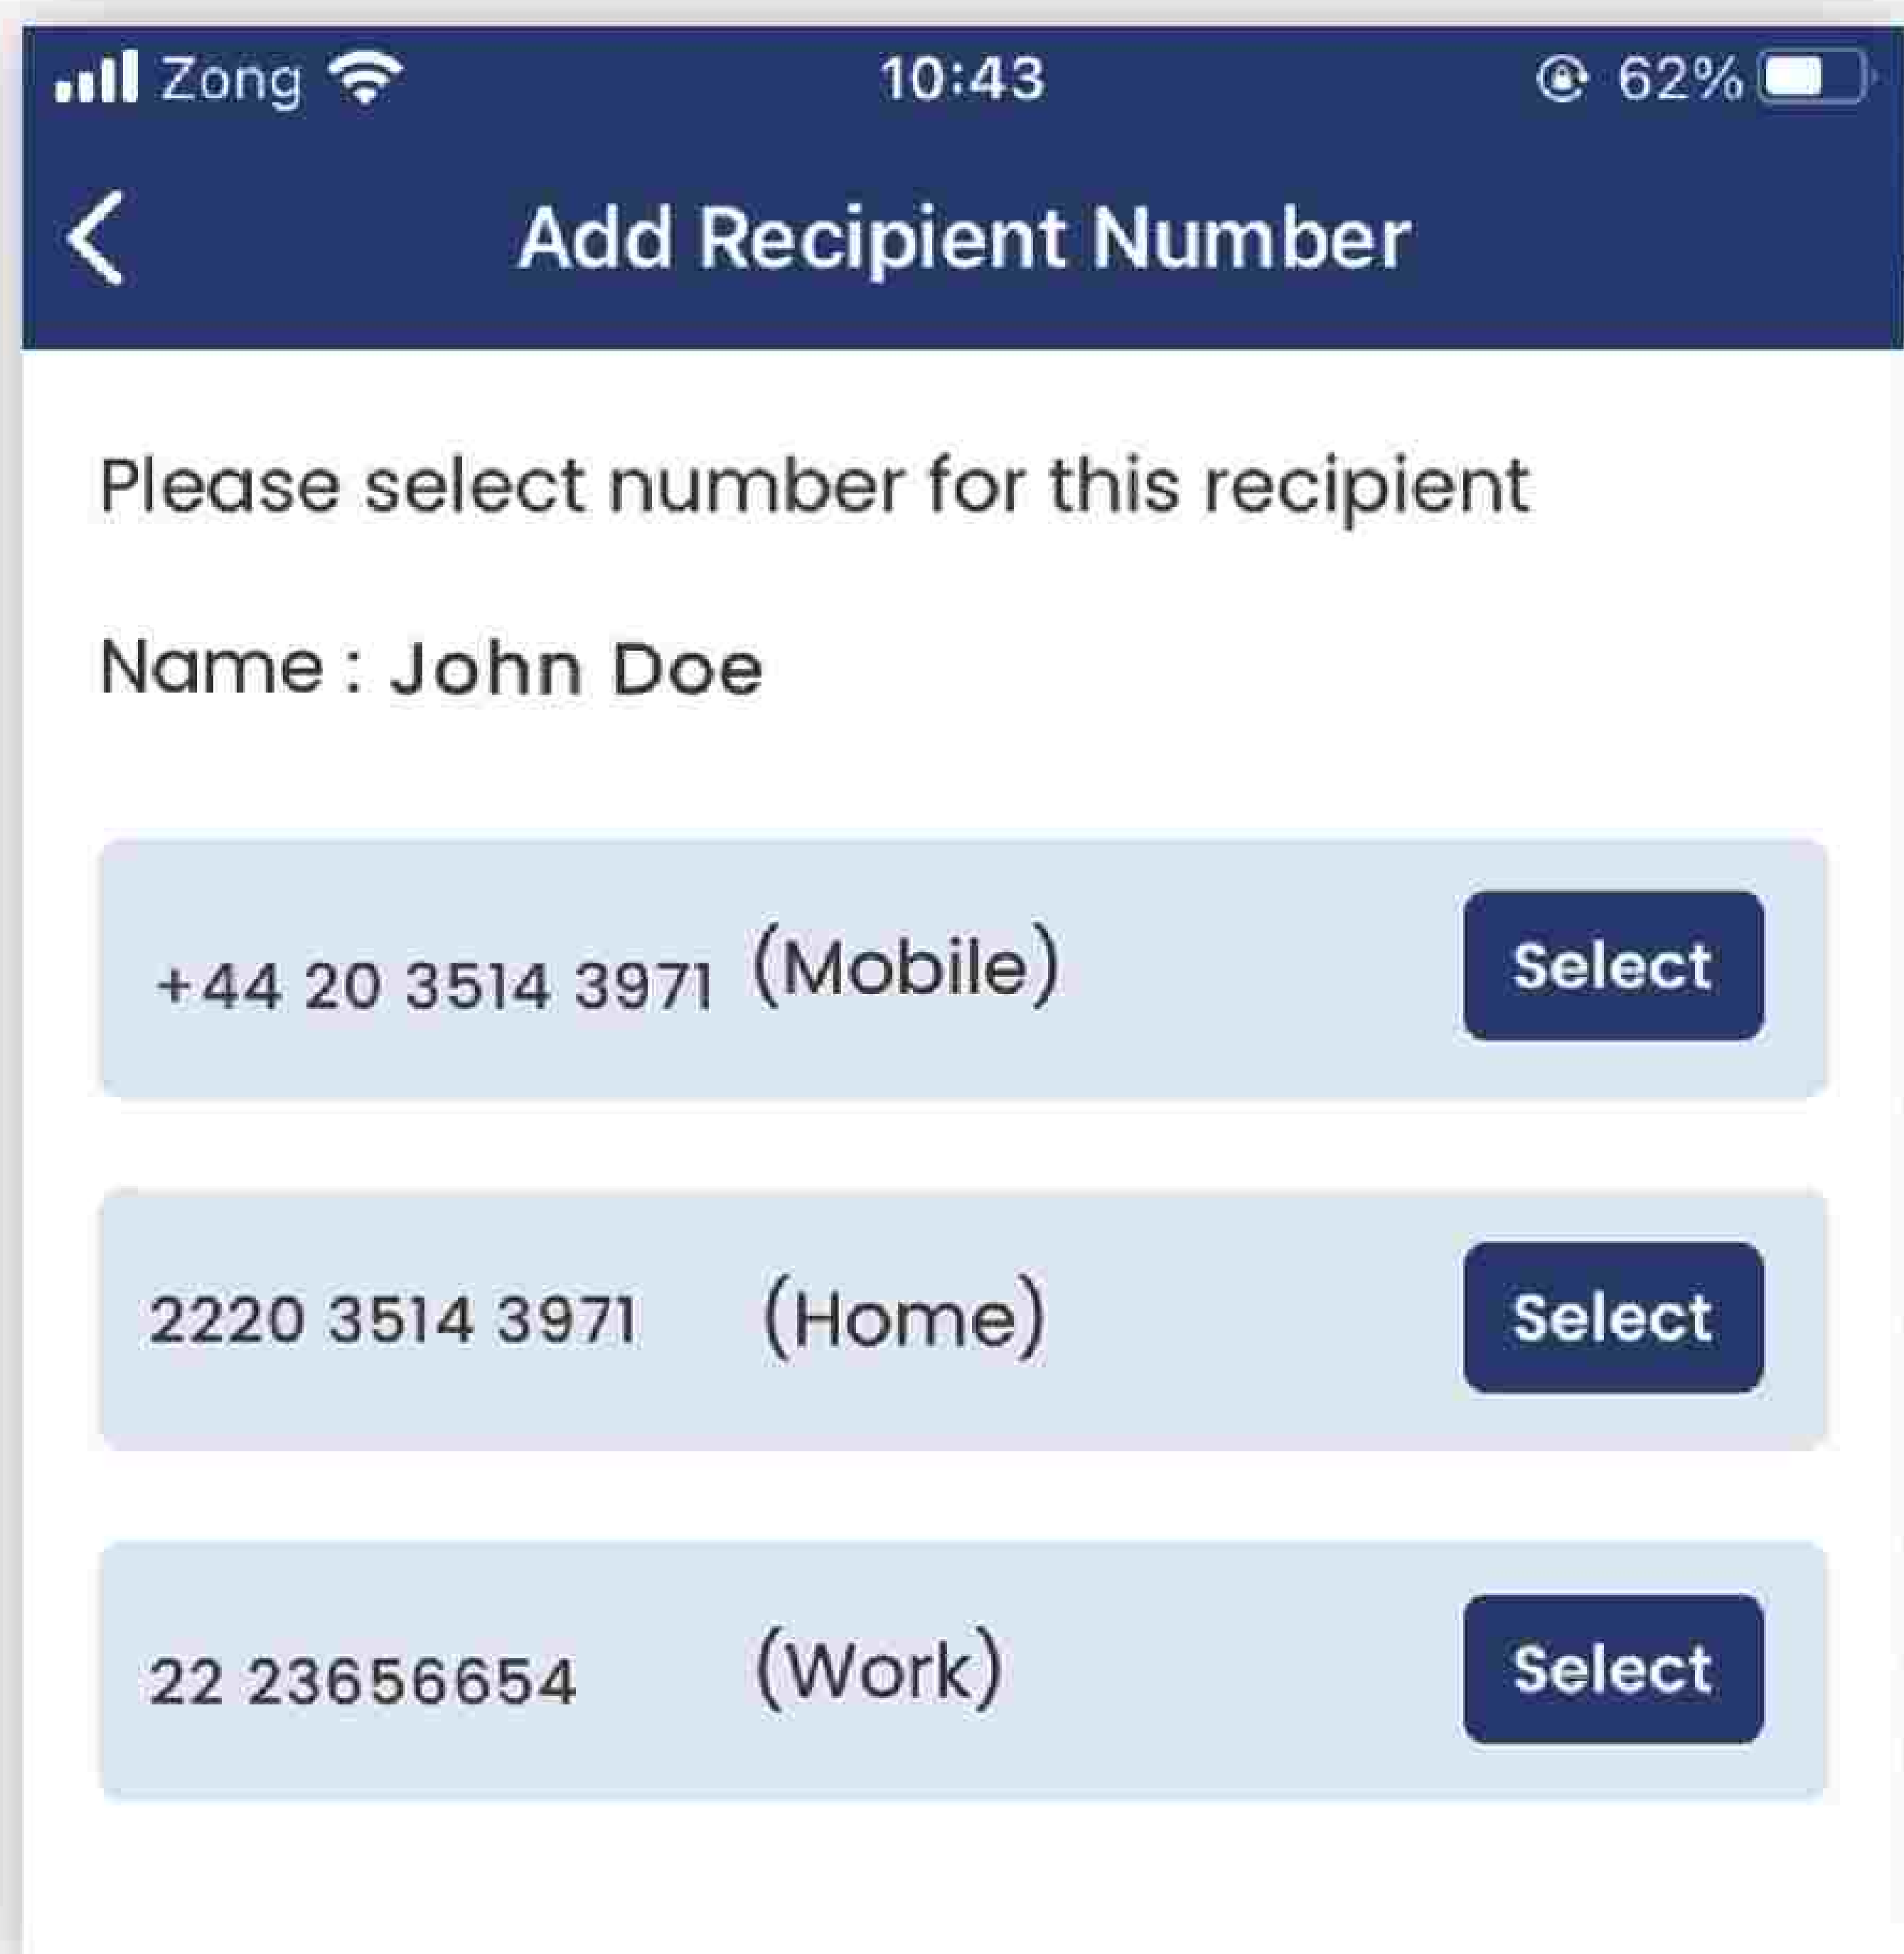 Zong 10:43 62%
Add Recipient Number
Please select number for this recipient
Name : John Doe
+44 20 3514 3971 (Mobile) Select
2220 3514 3971 (Home) Select
22 23656654 (Work) Select